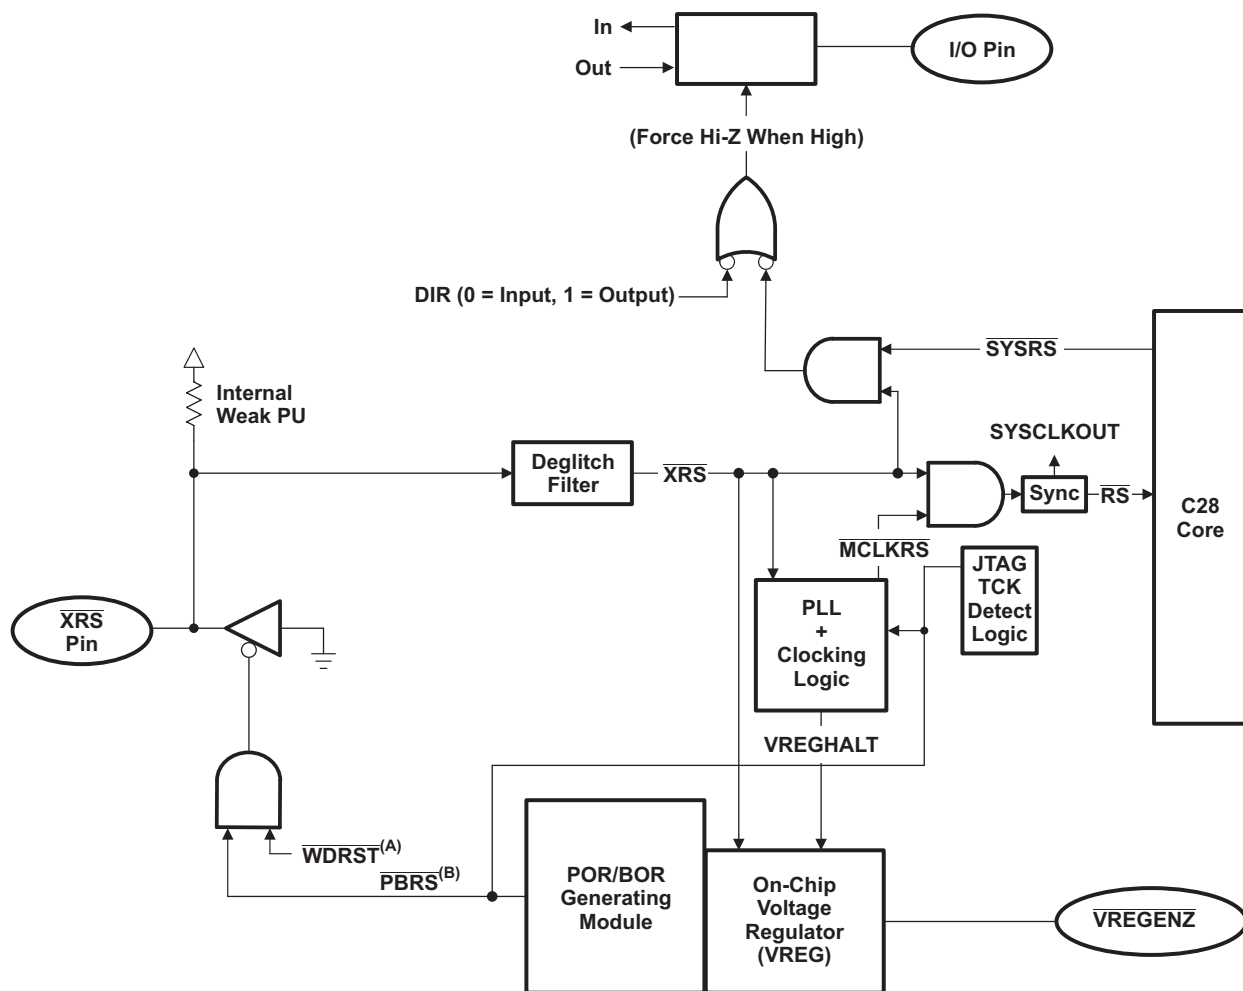 In
Out
I/O Pin
(Force Hi-Z When High)
DIR (0 = Input, 1 = Output)
Internal
Weak PU
SYSRS
SYSCLKOUT
Deglitch
Filter
XRS
Sync
RS
C28
Core
MCLKRS
JTAG
TCK
Detect
Logic
XRS
Pin
PLL
+
Clocking
Logic
VREGHALT
WDRST(A)
PBRS(B)
POR/BOR
Generating
Module
On-Chip
Voltage
Regulator
(VREG)
VREGENZ